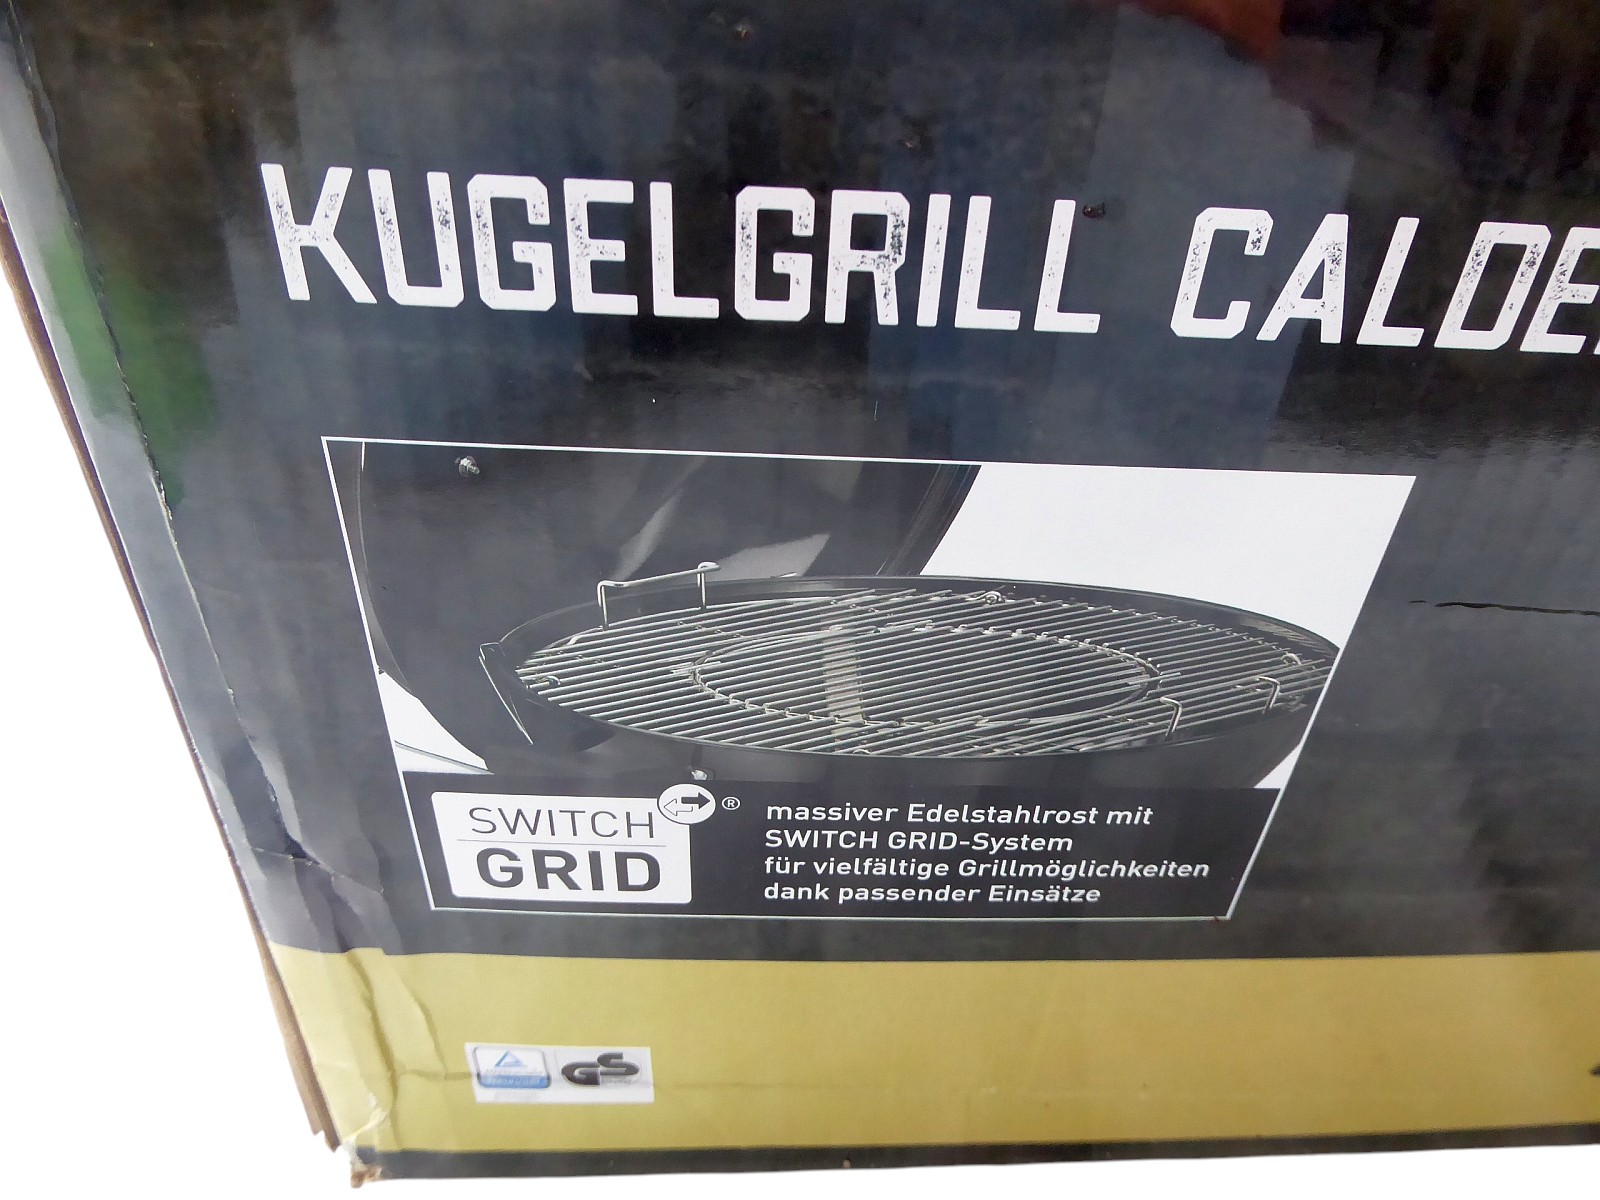 KUGELGRILL CALDE
SWITCH
GRID
®
massiver Edelstahlrost mit
SWITCH GRID-System
für vielfältige Grillmöglichkeiten
dank passender Einsätze
GS